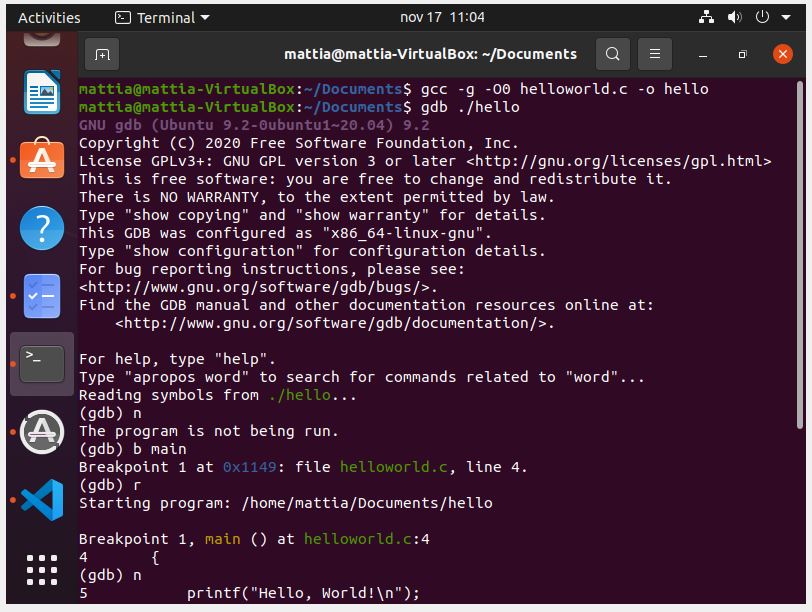 Activities
Terminal
nov 17 11:04
mattia@mattia-VirtualBox: ~/Documents
mattia@mattia-VirtualBox:~/Documents$ gcc -g -O0 helloworld.c -o hello
mattia@mattia-VirtualBox:~/Documents$ gdb ./hello
GNU gdb (Ubuntu 9.2-0ubuntu1~20.04) 9.2
Copyright (C) 2020 Free Software Foundation, Inc.
License GPLv3+: GNU GPL version 3 or later <http://gnu.org/licenses/gpl.html>
This is free software: you are free to change and redistribute it.
There is NO WARRANTY, to the extent permitted by law.
Type "show copying" and "show warranty" for details.
This GDB was configured as "x86_64-linux-gnu".
Type "show configuration" for configuration details.
For bug reporting instructions, please see:
<http://www.gnu.org/software/gdb/bugs/>.
Find the GDB manual and other documentation resources online at:
    <http://www.gnu.org/software/gdb/documentation/>.
For help, type "help".
Type "apropos word" to search for commands related to "word"...
Reading symbols from ./hello...
(gdb) n
The program is not being run.
(gdb) b main
Breakpoint 1 at 0x1149: file helloworld.c, line 4.
(gdb) r
Starting program: /home/mattia/Documents/hello
Breakpoint 1, main () at helloworld.c:4
4       {
(gdb) n
5           printf("Hello, World!\n");